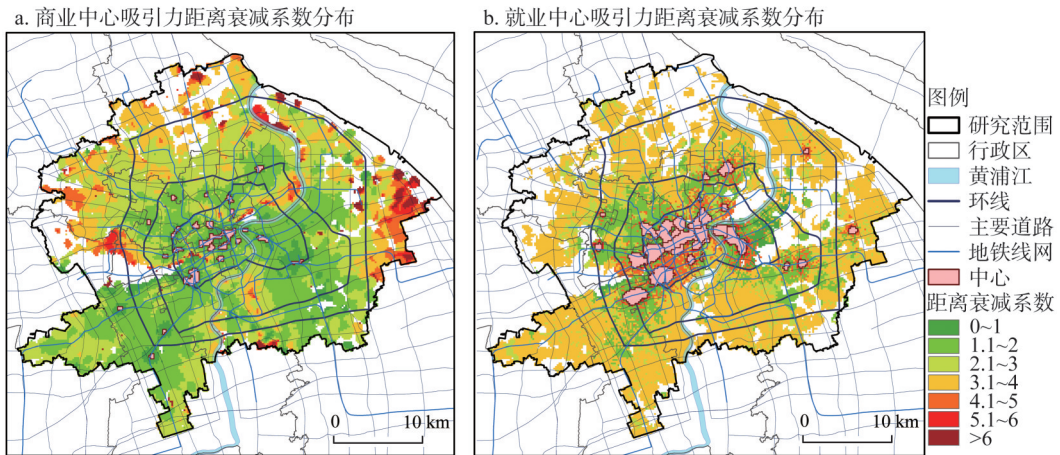 a. 商业中心吸引力距离衰减系数分布
b. 就业中心吸引力距离衰减系数分布
0
10 km
0
10 km
图例
研究范围
行政区
黄浦江
环线
主要道路
地铁线网
中心
距离衰减系数
0~1
1.1~2
2.1~3
3.1~4
4.1~5
5.1~6
>6